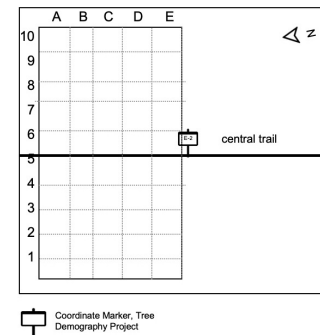 A B C D E
10
9
8
7
6
5
4
3
2
1
N
E-2
central trail
Coordinate Marker, Tree
Demography Project